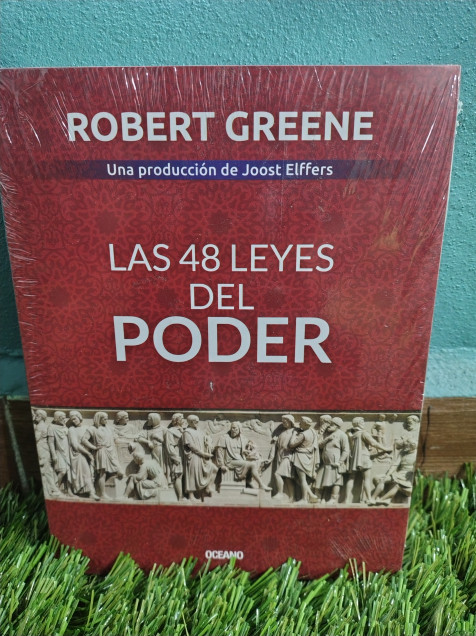 ROBERT GREENE
Una producción de Joost Elffers
LAS 48 LEYES
DEL
PODER
OCEANO